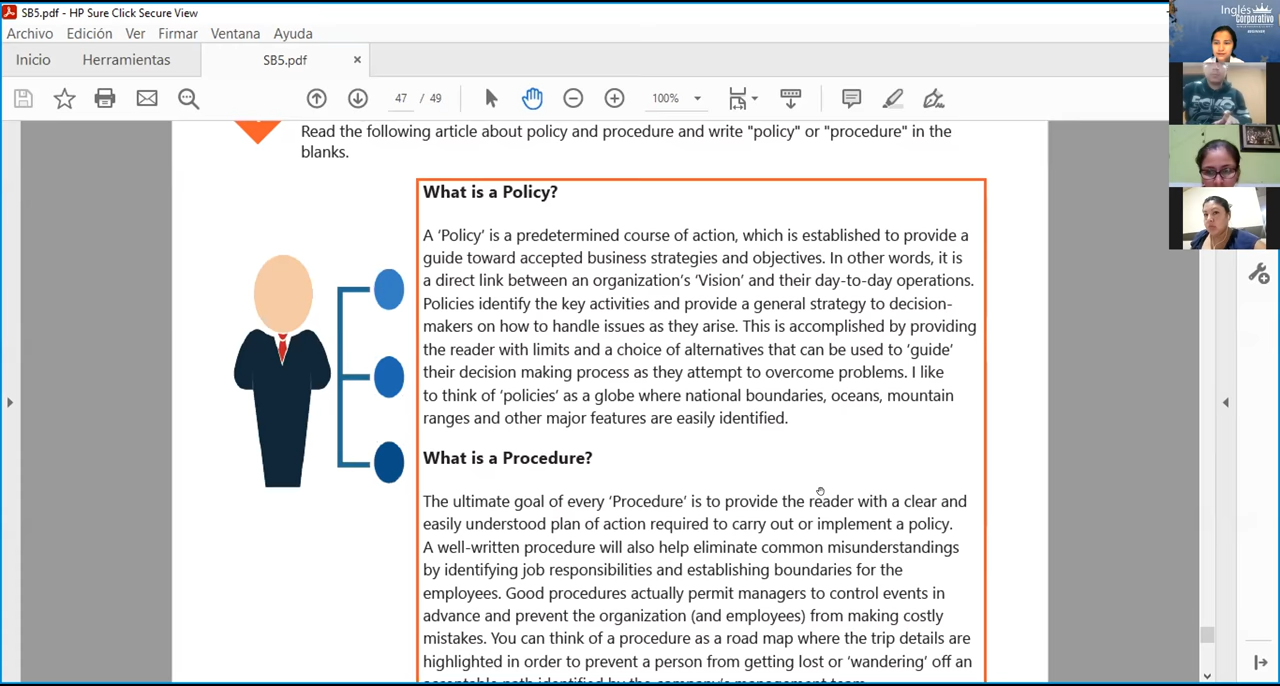 SB5.pdf - HP Sure Click Secure View
Archivo Edición Ver Firmar Ventana Ayuda
Inicio Herramientas SB5.pdf ×
47 / 49 100%
Inglés
Corporativo
BEGINNER
Read the following article about policy and procedure and write "policy" or "procedure" in the
blanks.
What is a Policy?
A ‘Policy’ is a predetermined course of action, which is established to provide a
guide toward accepted business strategies and objectives. In other words, it is
a direct link between an organization’s ‘Vision’ and their day-to-day operations.
Policies identify the key activities and provide a general strategy to decision-
makers on how to handle issues as they arise. This is accomplished by providing
the reader with limits and a choice of alternatives that can be used to ‘guide’
their decision making process as they attempt to overcome problems. I like
to think of ‘policies’ as a globe where national boundaries, oceans, mountain
ranges and other major features are easily identified.
What is a Procedure?
The ultimate goal of every ‘Procedure’ is to provide the reader with a clear and
easily understood plan of action required to carry out or implement a policy.
A well-written procedure will also help eliminate common misunderstandings
by identifying job responsibilities and establishing boundaries for the
employees. Good procedures actually permit managers to control events in
advance and prevent the organization (and employees) from making costly
mistakes. You can think of a procedure as a road map where the trip details are
highlighted in order to prevent a person from getting lost or ‘wandering’ off an
acceptable path identified by the company’s management team.